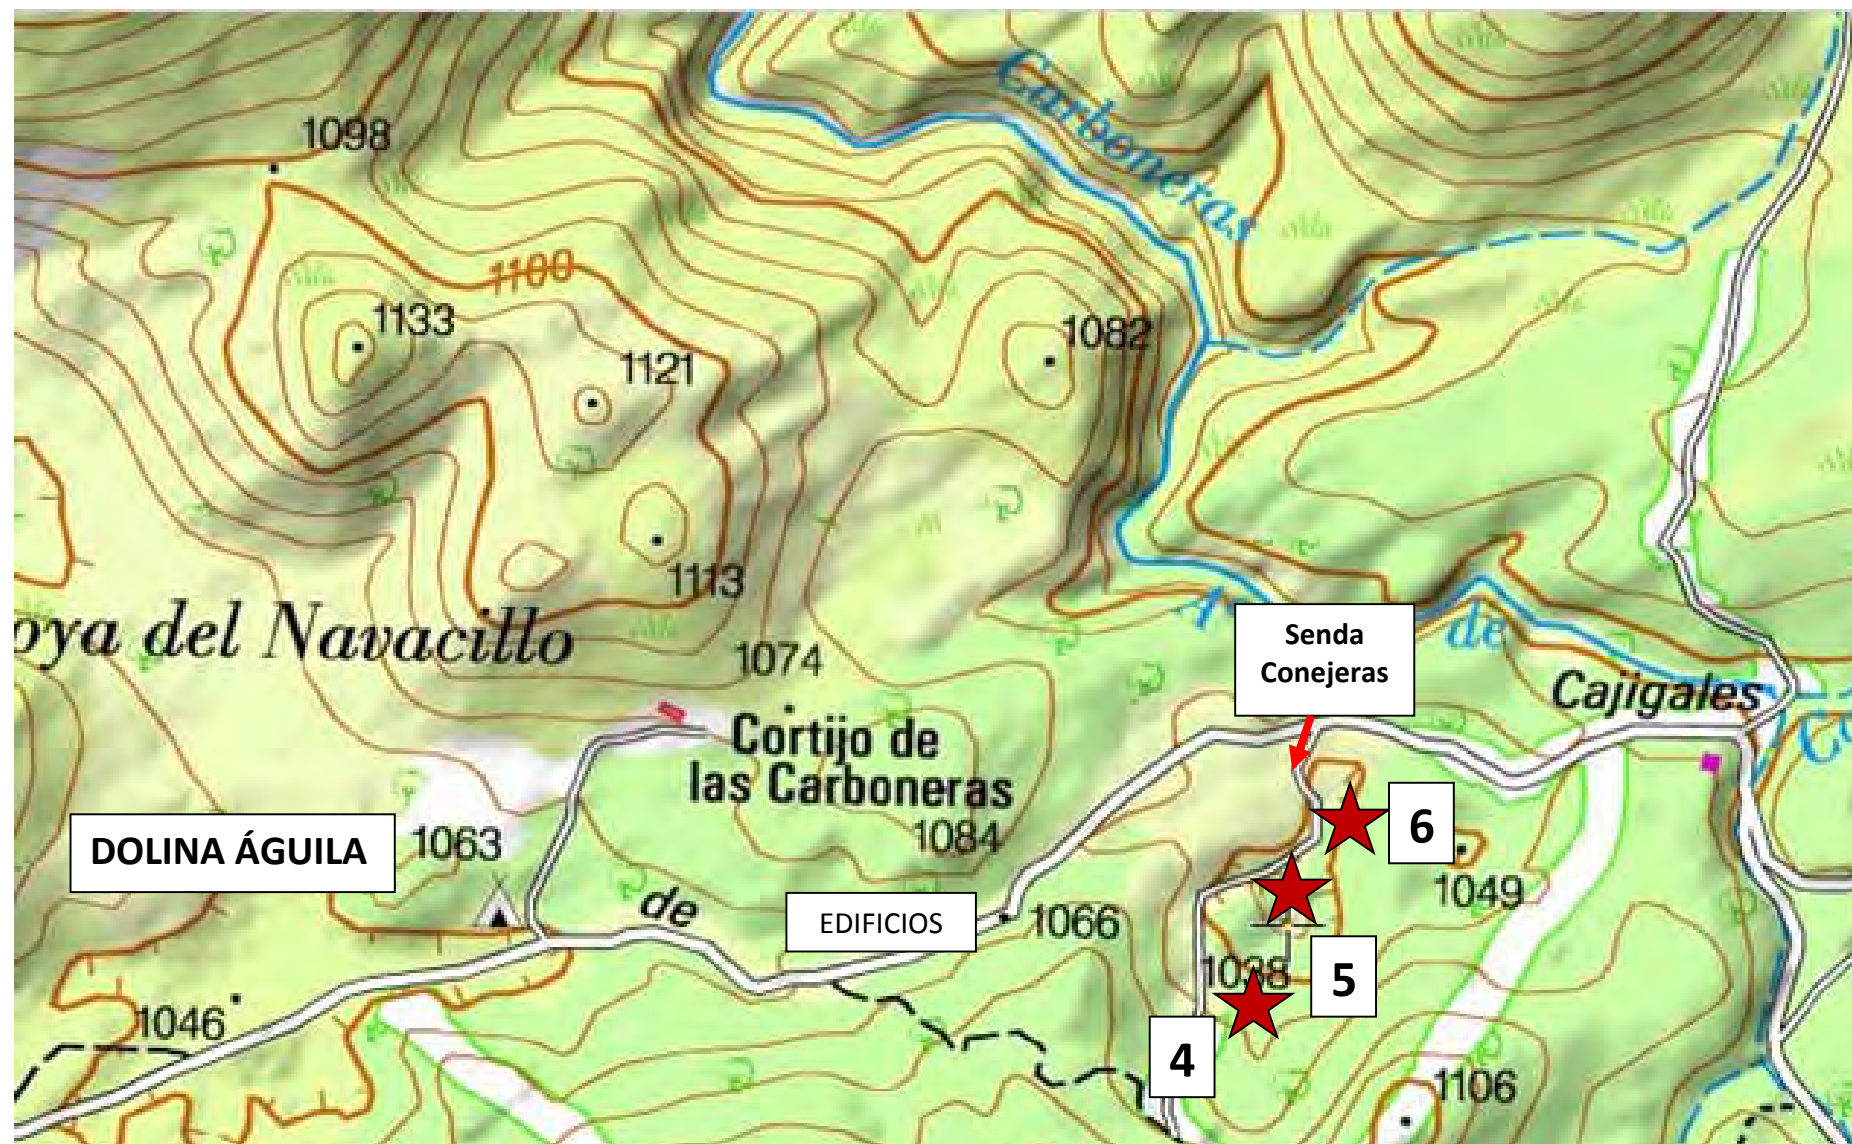 Carboneras
1098
1100
1133
1121
1082
1113
oya del Navacillo
1074
Senda
Conejeras
A
de
Cajigales
Cortijo de
las Carboneras
1084
DOLINA ÁGUILA
1063
6
de
EDIFICIOS
1066
1049
1038
5
1046
4
1106